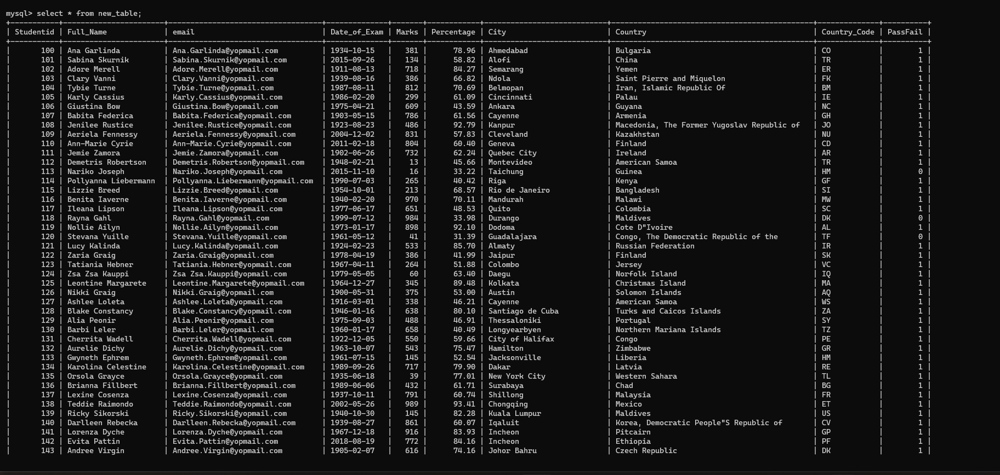 mysql> select * from new_table;
+----------+----------------------+-----------------------------------+--------------+-------+------------+----------------------------+----------------------------------------------+--------------+----------+
| Studentid | Full_Name | email | Date_of_Exam | Marks | Percentage | City | Country | Country_Code | PassFail |
+----------+----------------------+-----------------------------------+--------------+-------+------------+----------------------------+----------------------------------------------+--------------+----------+
| 100 | Ana Garlinda | Ana.Garlinda@yopmail.com | 1934-10-15 | 381 | 78.96 | Ahmedabad | Bulgaria | CO | 1 |
| 101 | Sabina Skurnik | Sabina.Skurnik@yopmail.com | 2015-09-26 | 134 | 58.82 | Alofi | China | TR | 1 |
| 102 | Adore Merell | Adore.Merell@yopmail.com | 1911-08-13 | 718 | 84.27 | Semarang | Yemen | ER | 1 |
| 103 | Clary Vanni | Clary.Vanni@yopmail.com | 1939-08-16 | 386 | 66.82 | Ndola | Saint Pierre and Miquelon | FK | 1 |
| 104 | Tybie Turne | Tybie.Turne@yopmail.com | 1987-08-11 | 812 | 70.69 | Belmopan | Iran, Islamic Republic Of | BM | 1 |
| 105 | Karly Cassius | Karly.Cassius@yopmail.com | 1986-02-20 | 299 | 61.09 | Cincinnati | Palau | IE | 1 |
| 106 | Giustina Bow | Giustina.Bow@yopmail.com | 1975-04-21 | 609 | 43.59 | Ankara | Guyana | NC | 1 |
| 107 | Babita Federica | Babita.Federica@yopmail.com | 1903-05-15 | 786 | 61.56 | Cayenne | Armenia | GH | 1 |
| 108 | Jenilee Rustice | Jenilee.Rustice@yopmail.com | 1923-08-23 | 486 | 92.79 | Kanpur | Macedonia, The Former Yugoslav Republic of | JO | 1 |
| 109 | Aeriela Fennessy | Aeriela.Fennessy@yopmail.com | 2004-12-02 | 831 | 57.83 | Cleveland | Kazakhstan | NU | 1 |
| 110 | Ann-Marie Cyrie | Ann-Marie.Cyrie@yopmail.com | 2011-02-18 | 804 | 60.40 | Geneva | Finland | CD | 1 |
| 111 | Jemie Zamora | Jemie.Zamora@yopmail.com | 1902-06-26 | 732 | 62.24 | Quebec City | Ireland | AR | 1 |
| 112 | Demetris Robertson | Demetris.Robertson@yopmail.com | 1948-02-21 | 13 | 45.66 | Montevideo | American Samoa | TR | 1 |
| 113 | Nariko Joseph | Nariko.Joseph@yopmail.com | 2015-11-10 | 16 | 33.22 | Taichung | Guinea | HM | 0 |
| 114 | Pollyanna Liebermann | Pollyanna.Liebermann@yopmail.com | 1990-07-03 | 265 | 40.42 | Riga | Kenya | GF | 1 |
| 115 | Lizzie Breed | Lizzie.Breed@yopmail.com | 1954-10-01 | 213 | 68.57 | Rio de Janeiro | Bangladesh | SI | 1 |
| 116 | Benita Iaverne | Benita.Iaverne@yopmail.com | 1940-02-20 | 970 | 70.11 | Mandurah | Malawi | MW | 1 |
| 117 | Ileana Lipson | Ileana.Lipson@yopmail.com | 1977-06-17 | 651 | 48.53 | Quito | Colombia | SC | 1 |
| 118 | Rayna Gahl | Rayna.Gahl@yopmail.com | 1999-07-12 | 984 | 33.98 | Durango | Maldives | DK | 0 |
| 119 | Nollie Ailyn | Nollie.Ailyn@yopmail.com | 1973-01-17 | 898 | 92.10 | Dodoma | Cote D"Ivoire | AL | 1 |
| 120 | Stevana Yuille | Stevana.Yuille@yopmail.com | 1961-05-12 | 41 | 31.39 | Guadalajara | Congo, The Democratic Republic of the | TF | 0 |
| 121 | Lucy Kalinda | Lucy.Kalinda@yopmail.com | 1924-02-23 | 533 | 85.70 | Almaty | Russian Federation | IR | 1 |
| 122 | Zaria Graig | Zaria.Graig@yopmail.com | 1978-04-19 | 386 | 41.99 | Jaipur | Finland | SK | 1 |
| 123 | Tatiania Hebner | Tatiania.Hebner@yopmail.com | 1967-04-11 | 264 | 51.88 | Colombo | Jersey | VC | 1 |
| 124 | Zsa Zsa Kauppi | Zsa Zsa.Kauppi@yopmail.com | 1979-05-05 | 60 | 63.40 | Daegu | Norfolk Island | IQ | 1 |
| 125 | Leontine Margarete | Leontine.Margarete@yopmail.com | 1964-12-27 | 345 | 89.48 | Kolkata | Christmas Island | MA | 1 |
| 126 | Nikki Graig | Nikki.Graig@yopmail.com | 1900-05-31 | 375 | 53.00 | Austin | Solomon Islands | AQ | 1 |
| 127 | Ashlee Loleta | Ashlee.Loleta@yopmail.com | 1916-03-01 | 338 | 46.21 | Cayenne | American Samoa | WS | 1 |
| 128 | Blake Constancy | Blake.Constancy@yopmail.com | 1946-01-16 | 638 | 80.10 | Santiago de Cuba | Turks and Caicos Islands | ZA | 1 |
| 129 | Alia Peonir | Alia.Peonir@yopmail.com | 1975-09-03 | 488 | 46.91 | Thessaloniki | Portugal | SY | 1 |
| 130 | Barbi Leler | Barbi.Leler@yopmail.com | 1960-01-17 | 658 | 40.49 | Longyearbyen | Northern Mariana Islands | TZ | 1 |
| 131 | Cherrita Wadell | Cherrita.Wadell@yopmail.com | 1922-12-05 | 550 | 59.66 | City of Halifax | Congo | PE | 1 |
| 132 | Aurelie Dichy | Aurelie.Dichy@yopmail.com | 1963-10-07 | 543 | 75.47 | Hamilton | Zimbabwe | GR | 1 |
| 133 | Gwyneth Ephrem | Gwyneth.Ephrem@yopmail.com | 1961-07-15 | 145 | 52.54 | Jacksonville | Liberia | HM | 1 |
| 134 | Karolina Celestine | Karolina.Celestine@yopmail.com | 1989-09-26 | 717 | 79.90 | Dakar | Latvia | RE | 1 |
| 135 | Orsola Grayce | Orsola.Grayce@yopmail.com | 1935-06-18 | 39 | 77.01 | New York City | Western Sahara | TL | 1 |
| 136 | Brianna Fillbert | Brianna.Fillbert@yopmail.com | 1989-06-06 | 432 | 61.71 | Surabaya | Chad | BG | 1 |
| 137 | Lexine Cosenza | Lexine.Cosenza@yopmail.com | 1937-10-11 | 791 | 60.74 | Shillong | Malaysia | FR | 1 |
| 138 | Teddie Raimondo | Teddie.Raimondo@yopmail.com | 2002-05-26 | 989 | 93.41 | Chongqing | Mexico | ET | 1 |
| 139 | Ricky Sikorski | Ricky.Sikorski@yopmail.com | 1940-10-30 | 145 | 82.28 | Kuala Lumpur | Maldives | US | 1 |
| 140 | Darlleen Rebecka | Darlleen.Rebecka@yopmail.com | 1939-08-27 | 861 | 60.07 | Iqaluit | Korea, Democratic People"S Republic of | CV | 1 |
| 141 | Lorenza Dyche | Lorenza.Dyche@yopmail.com | 1967-12-18 | 916 | 83.93 | Incheon | Pitcairn | GP | 1 |
| 142 | Evita Pattin | Evita.Pattin@yopmail.com | 2018-08-19 | 772 | 84.16 | Incheon | Ethiopia | PF | 1 |
| 143 | Andree Virgin | Andree.Virgin@yopmail.com | 1905-02-07 | 616 | 74.16 | Johor Bahru | Czech Republic | DK | 1 |